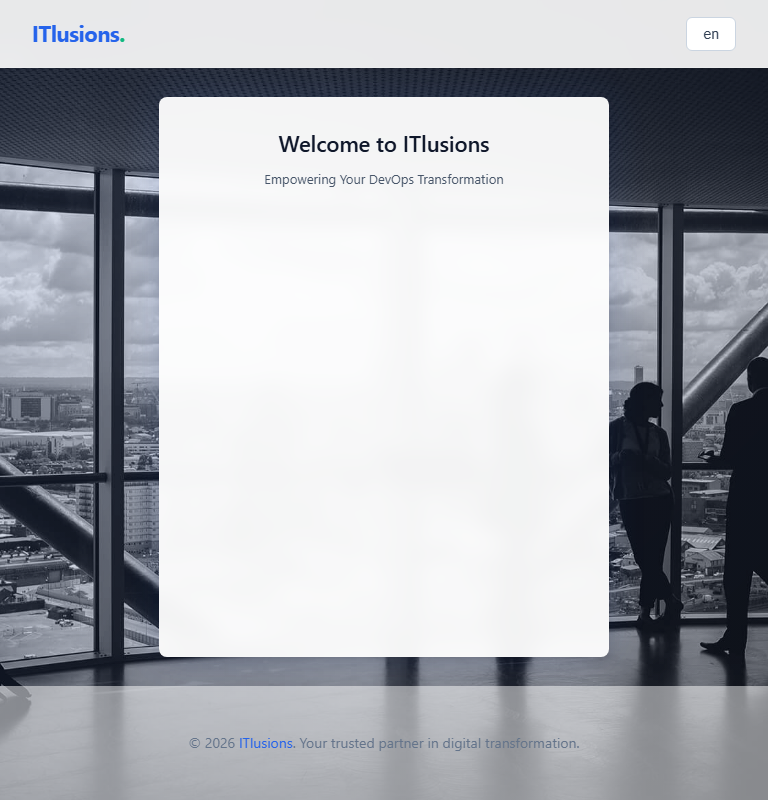 ITlusions.
en
Welcome to ITlusions
Empowering Your DevOps Transformation
© 2026 ITlusions. Your trusted partner in digital transformation.